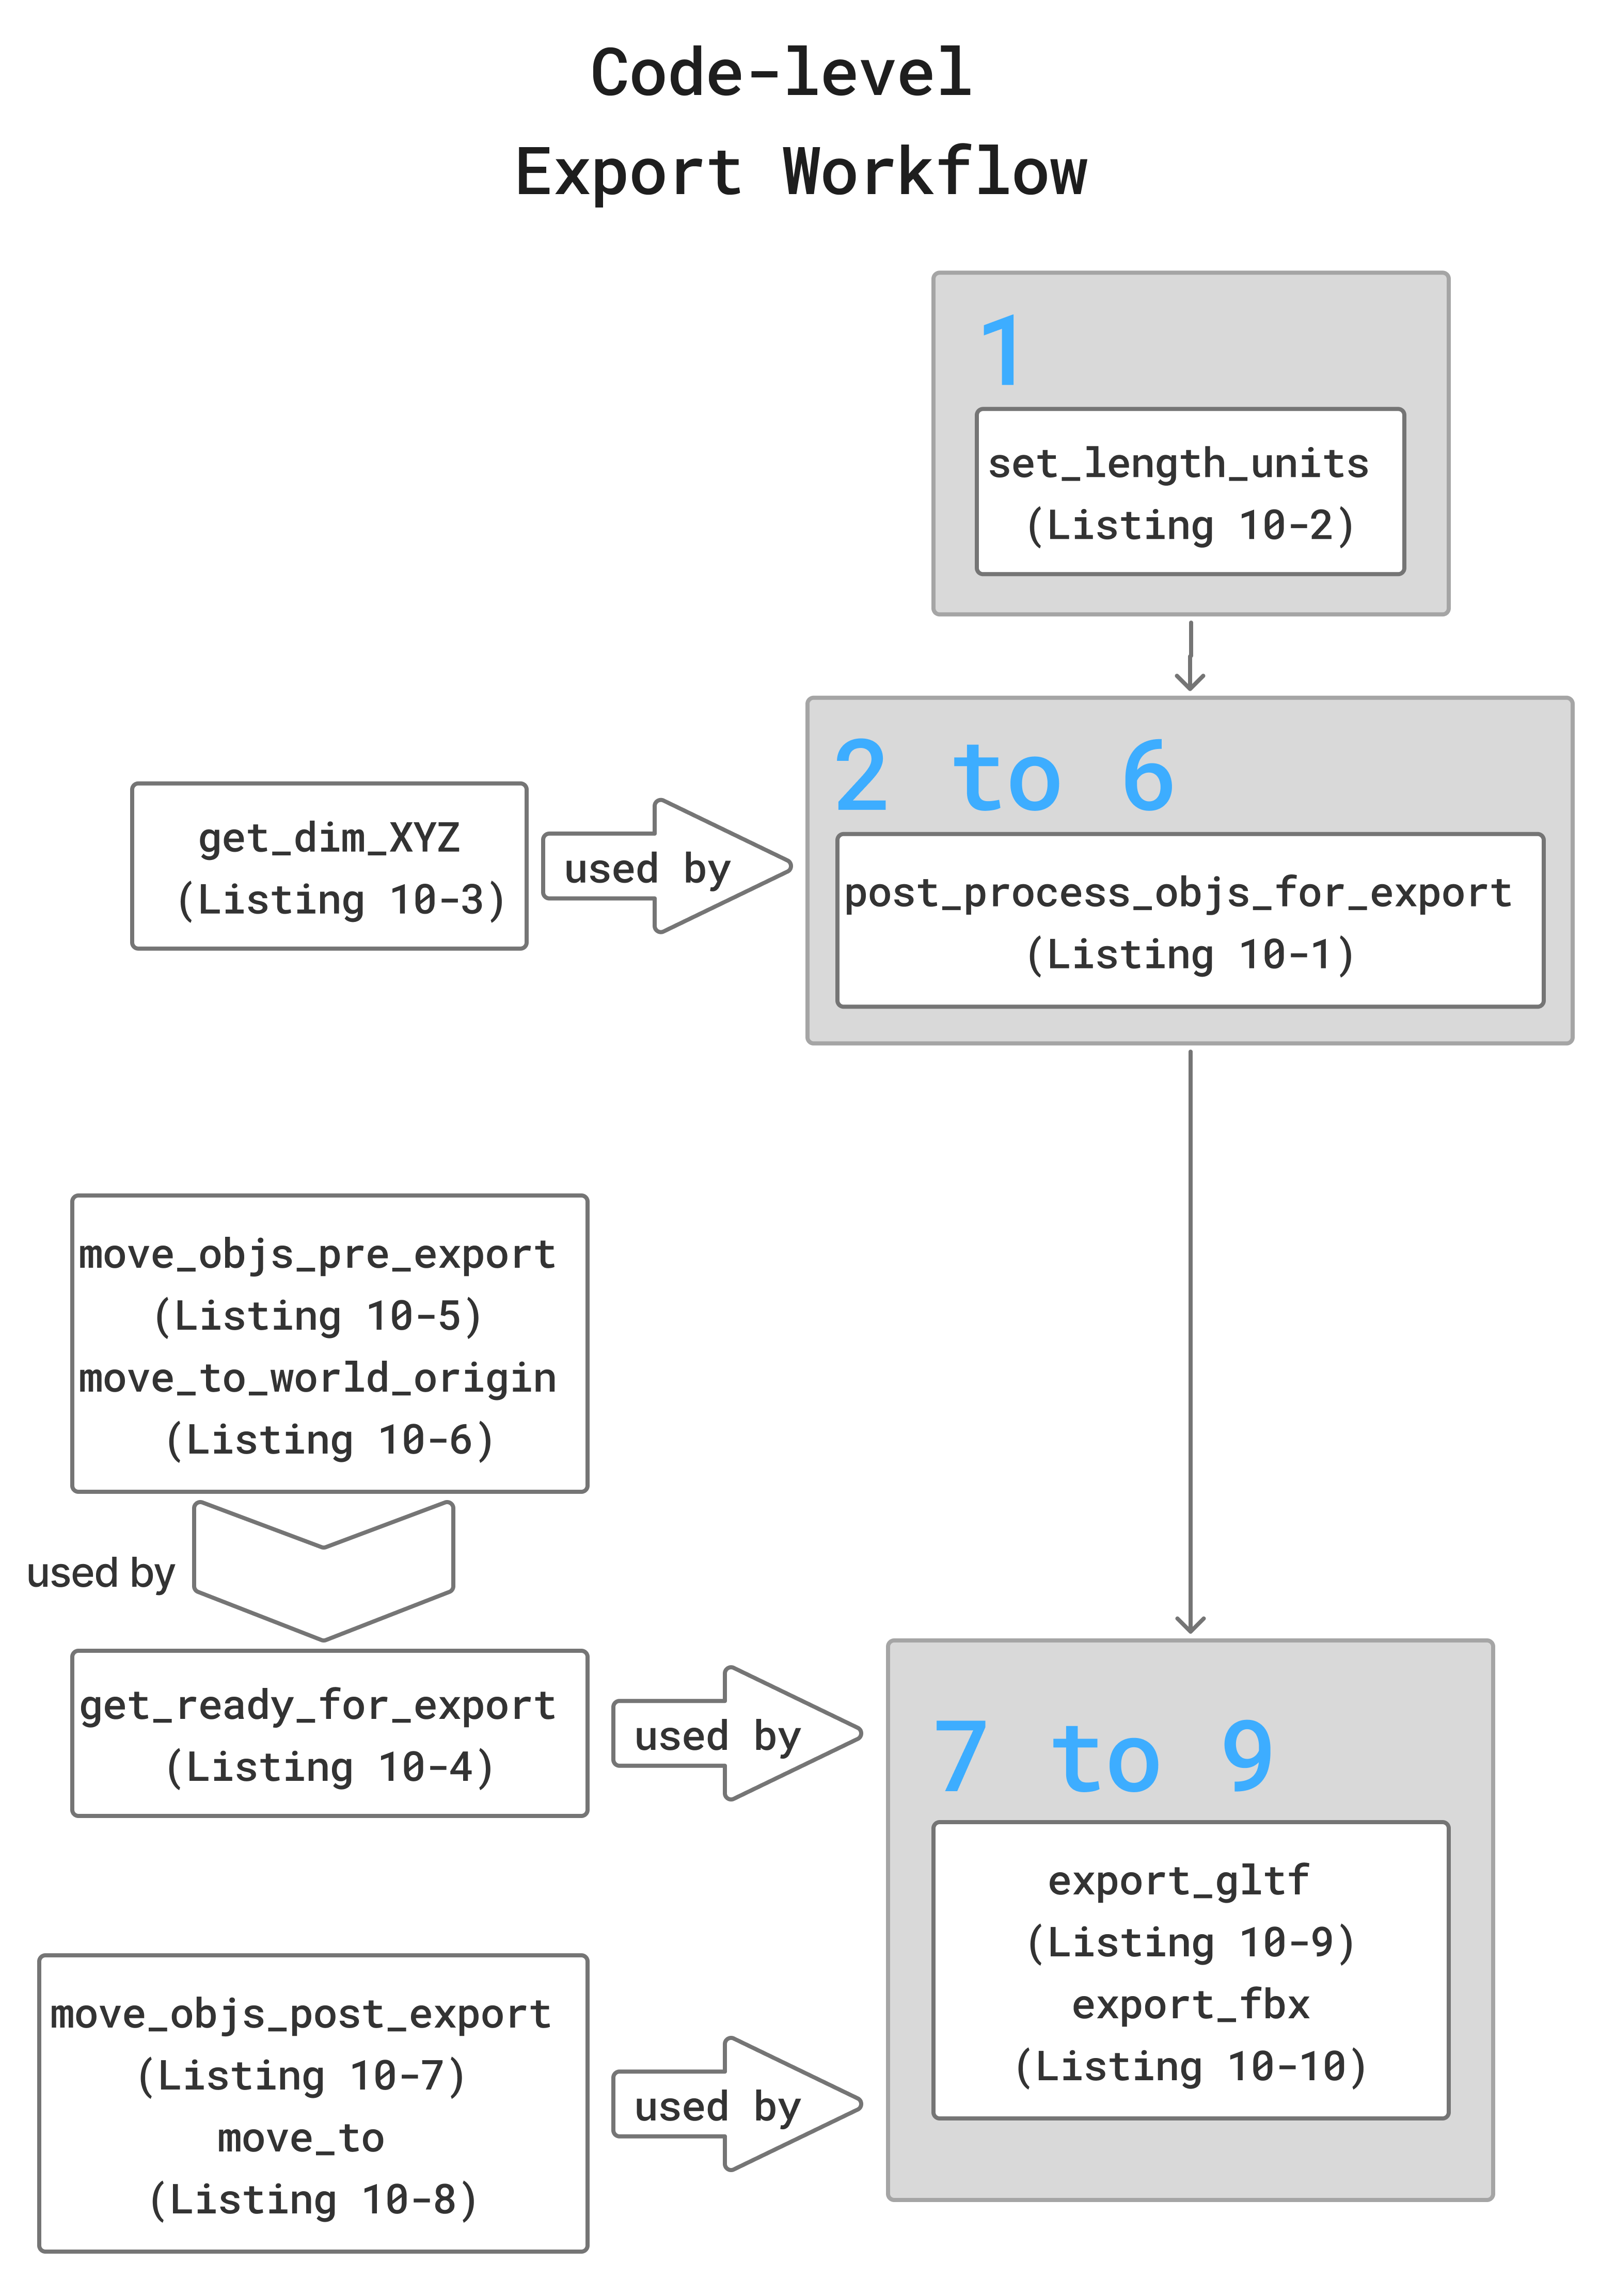 Code-level
Export Workflow
1
set_length_units
(Listing 10-2)
2 to 6
get_dim_XYZ
(Listing 10-3)
used by
post_process_objs_for_export
(Listing 10-1)
move_objs_pre_export
(Listing 10-5)
move_to_world_origin
(Listing 10-6)
used by
get_ready_for_export
(Listing 10-4)
used by
7 to 9
export_gltf
(Listing 10-9)
export_fbx
(Listing 10-10)
move_objs_post_export
(Listing 10-7)
move_to
(Listing 10-8)
used by